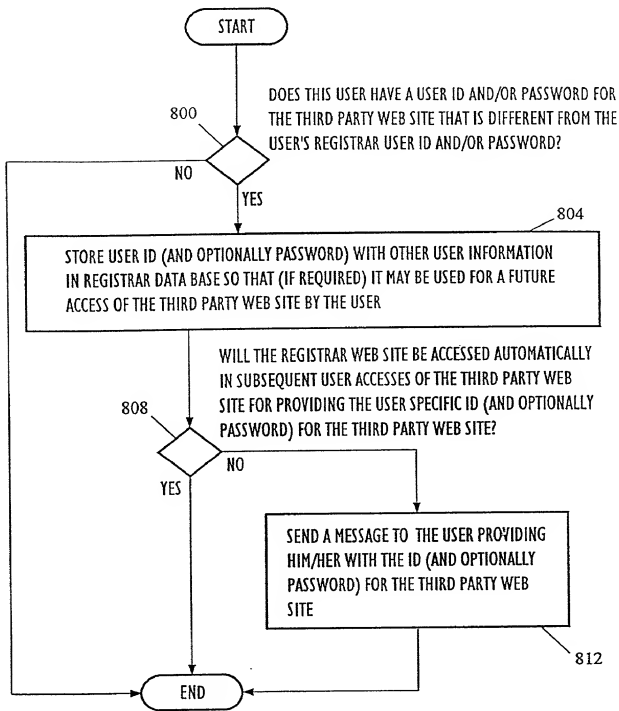 START
DOES THIS USER HAVE A USER ID AND/OR PASSWORD FOR
THE THIRD PARTY WEB SITE THAT IS DIFFERENT FROM THE
USER'S REGISTRAR USER ID AND/OR PASSWORD?
800
NO
YES
804
STORE USER ID (AND OPTIONALLY PASSWORD) WITH OTHER USER INFORMATION
IN REGISTRAR DATA BASE SO THAT (IF REQUIRED) IT MAY BE USED FOR A FUTURE
ACCESS OF THE THIRD PARTY WEB SITE BY THE USER
WILL THE REGISTRAR WEB SITE BE ACCESSED AUTOMATICALLY
IN SUBSEQUENT USER ACCESSES OF THE THIRD PARTY WEB
SITE FOR PROVIDING THE USER SPECIFIC ID (AND OPTIONALLY
PASSWORD) FOR THE THIRD PARTY WEB SITE?
808
NO
YES
SEND A MESSAGE TO THE USER PROVIDING
HIM/HER WITH THE ID (AND OPTIONALLY
PASSWORD) FOR THE THIRD PARTY WEB
SITE
812
END